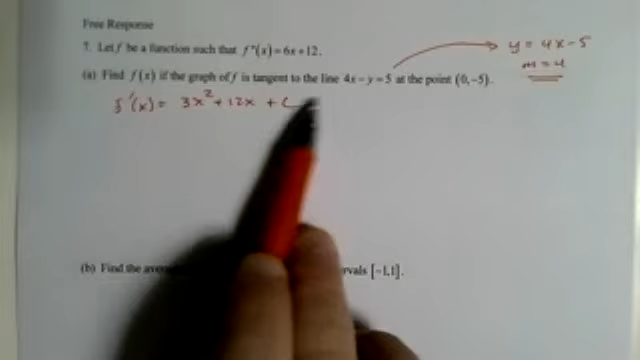 Free Response
7. Let f be a function such that f''(x)=6x+12.
y = 4x - 5
m = 4
(a) Find f(x) if the graph of f is tangent to the line 4x-y=5 at the point (0,-5).
f'(x) = 3x² + 12x + C
(b) Find the
[-1,1].